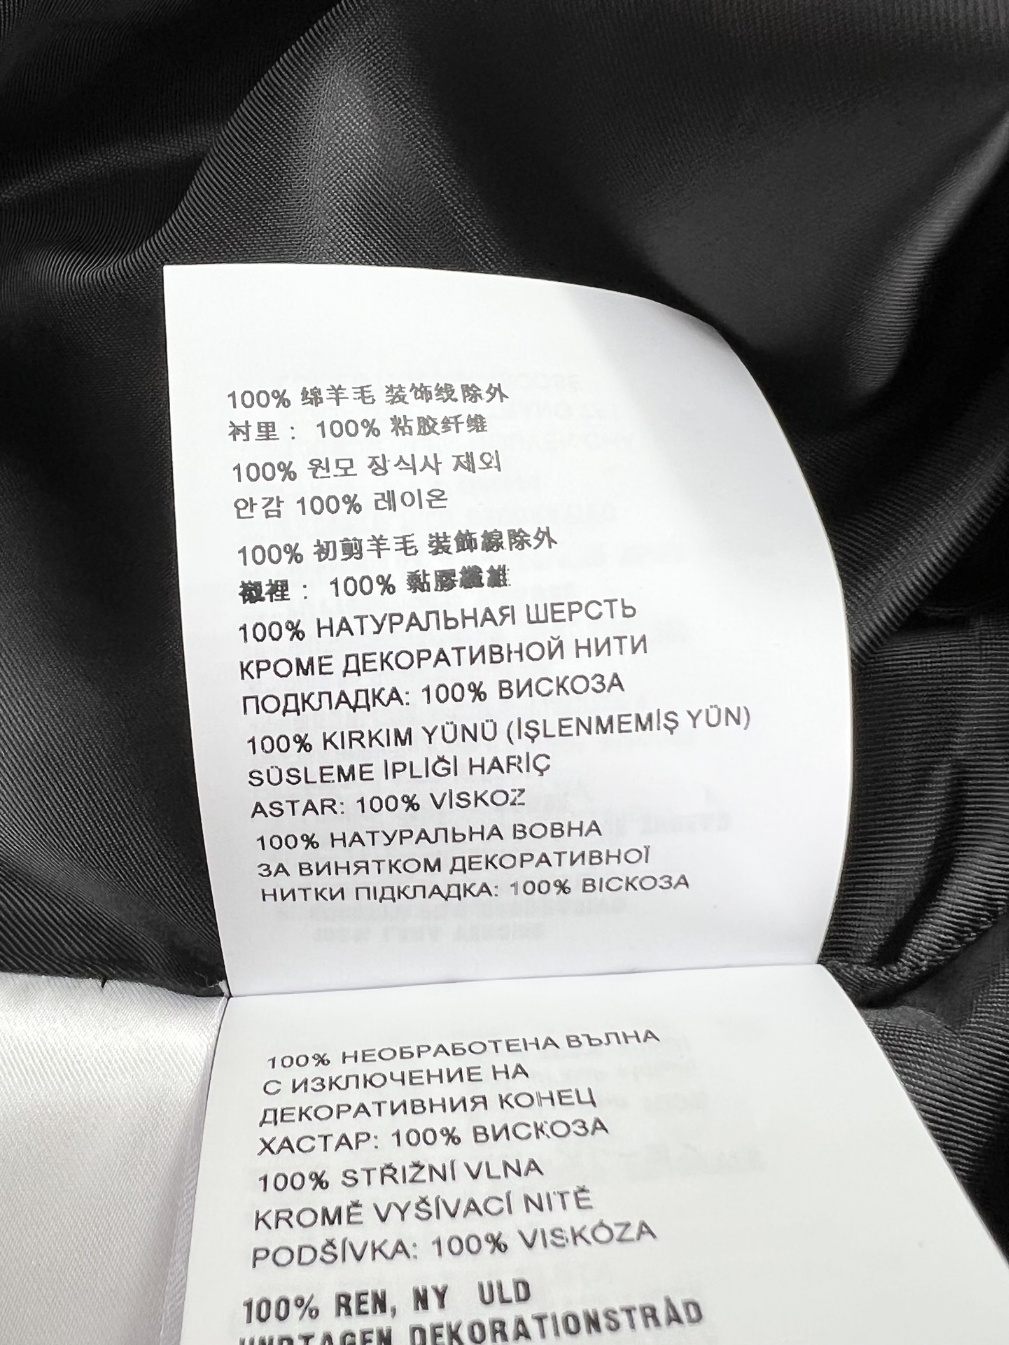 100% 绵羊毛 装饰线除外
衬里： 100% 粘胶纤维
100% 원모 장식사 제외
안감 100% 레이온
100% 初剪羊毛 裝飾線除外
襯裡： 100% 黏膠纖維
100% НАТУРАЛЬНАЯ ШЕРСТЬ
КРОМЕ ДЕКОРАТИВНОЙ НИТИ
ПОДКЛАДКА: 100% ВИСКОЗА
100% KIRKIM YÜNÜ (İŞLENMEMİŞ YÜN)
SÜSLEME İPLİĞİ HARİÇ
ASTAR: 100% VİSKOZ
100% НАТУРАЛЬНА ВОВНА
ЗА ВИНЯТКОМ ДЕКОРАТИВНОЇ
НИТКИ ПІДКЛАДКА: 100% ВІСКОЗА
100% НЕОБРАБОТЕНА ВЪЛНА
С ИЗКЛЮЧЕНИЕ НА
ДЕКОРАТИВНИЯ КОНЕЦ
ХАСТАР: 100% ВИСКОЗА
100% STŘIŽNÍ VLNA
KROMĚ VYŠÍVACÍ NITĚ
PODŠÍVKA: 100% VISKÓZA
100% REN, NY ULD
UNDTAGEN DEKORATIONSTRÅD